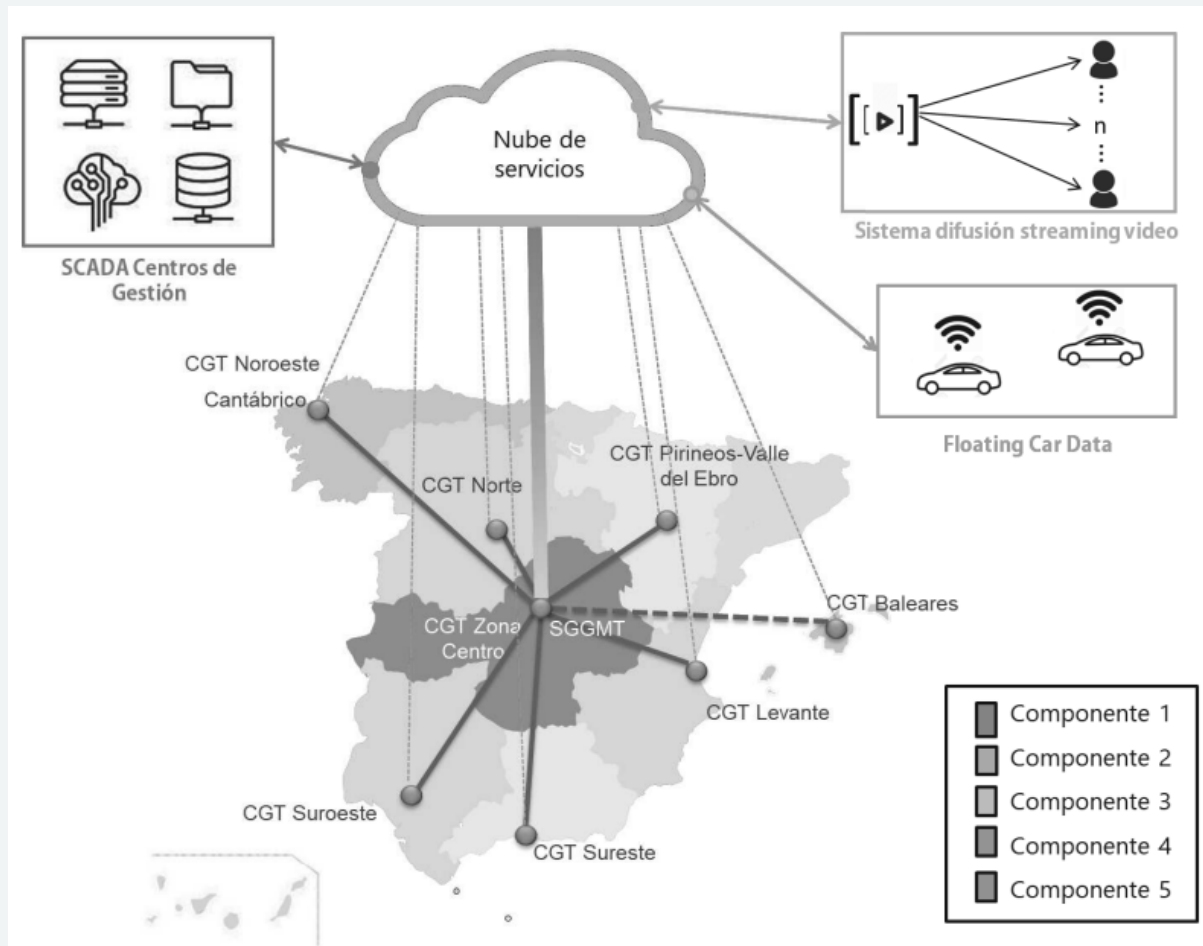 Nube de
servicios
n
Sistema difusión streaming video
SCADA Centros de
Gestión
Floating Car Data
CGT Noroeste
Cantábrico
CGT Pirineos-Valle
del Ebro
CGT Norte
CGT Baleares
CGT Zona
Centro
SGGMT
CGT Levante
CGT Suroeste
CGT Sureste
Componente 1
Componente 2
Componente 3
Componente 4
Componente 5